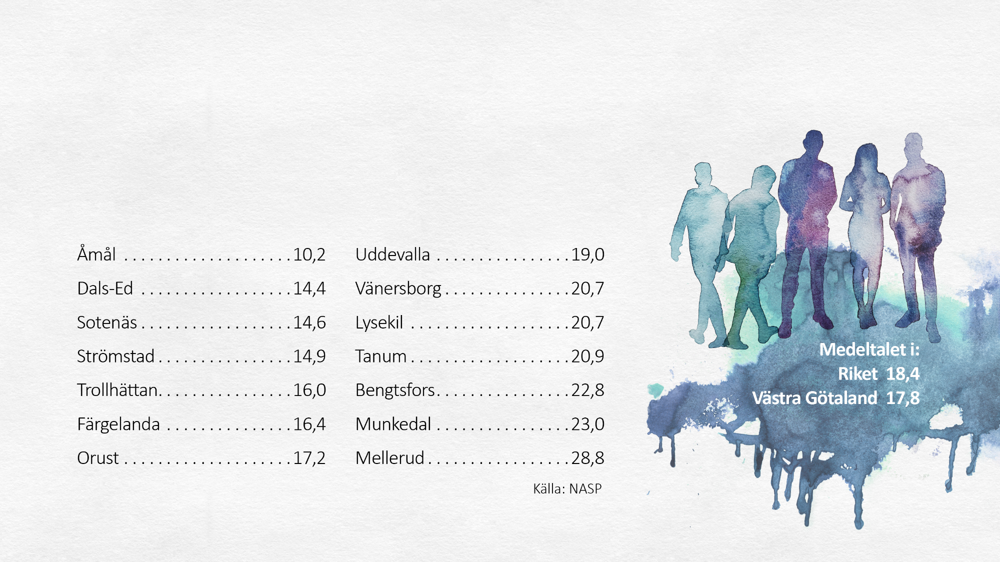 Åmål . . . . . . . . . . . . . . . . . . . . 10,2
Dals-Ed . . . . . . . . . . . . . . . . . . 14,4
Sotenäs . . . . . . . . . . . . . . . . . . 14,6
Strömstad . . . . . . . . . . . . . . . . 14,9
Trollhättan. . . . . . . . . . . . . . . . 16,0
Färgelanda . . . . . . . . . . . . . . . 16,4
Orust . . . . . . . . . . . . . . . . . . . . 17,2
Uddevalla . . . . . . . . . . . . . . . . 19,0
Vänersborg . . . . . . . . . . . . . . . 20,7
Lysekil . . . . . . . . . . . . . . . . . . . 20,7
Tanum . . . . . . . . . . . . . . . . . . . 20,9
Bengtsfors. . . . . . . . . . . . . . . . 22,8
Munkedal . . . . . . . . . . . . . . . . 23,0
Mellerud . . . . . . . . . . . . . . . . . 28,8
Källa: NASP
Medeltalet i:
Riket 18,4
Västra Götaland 17,8